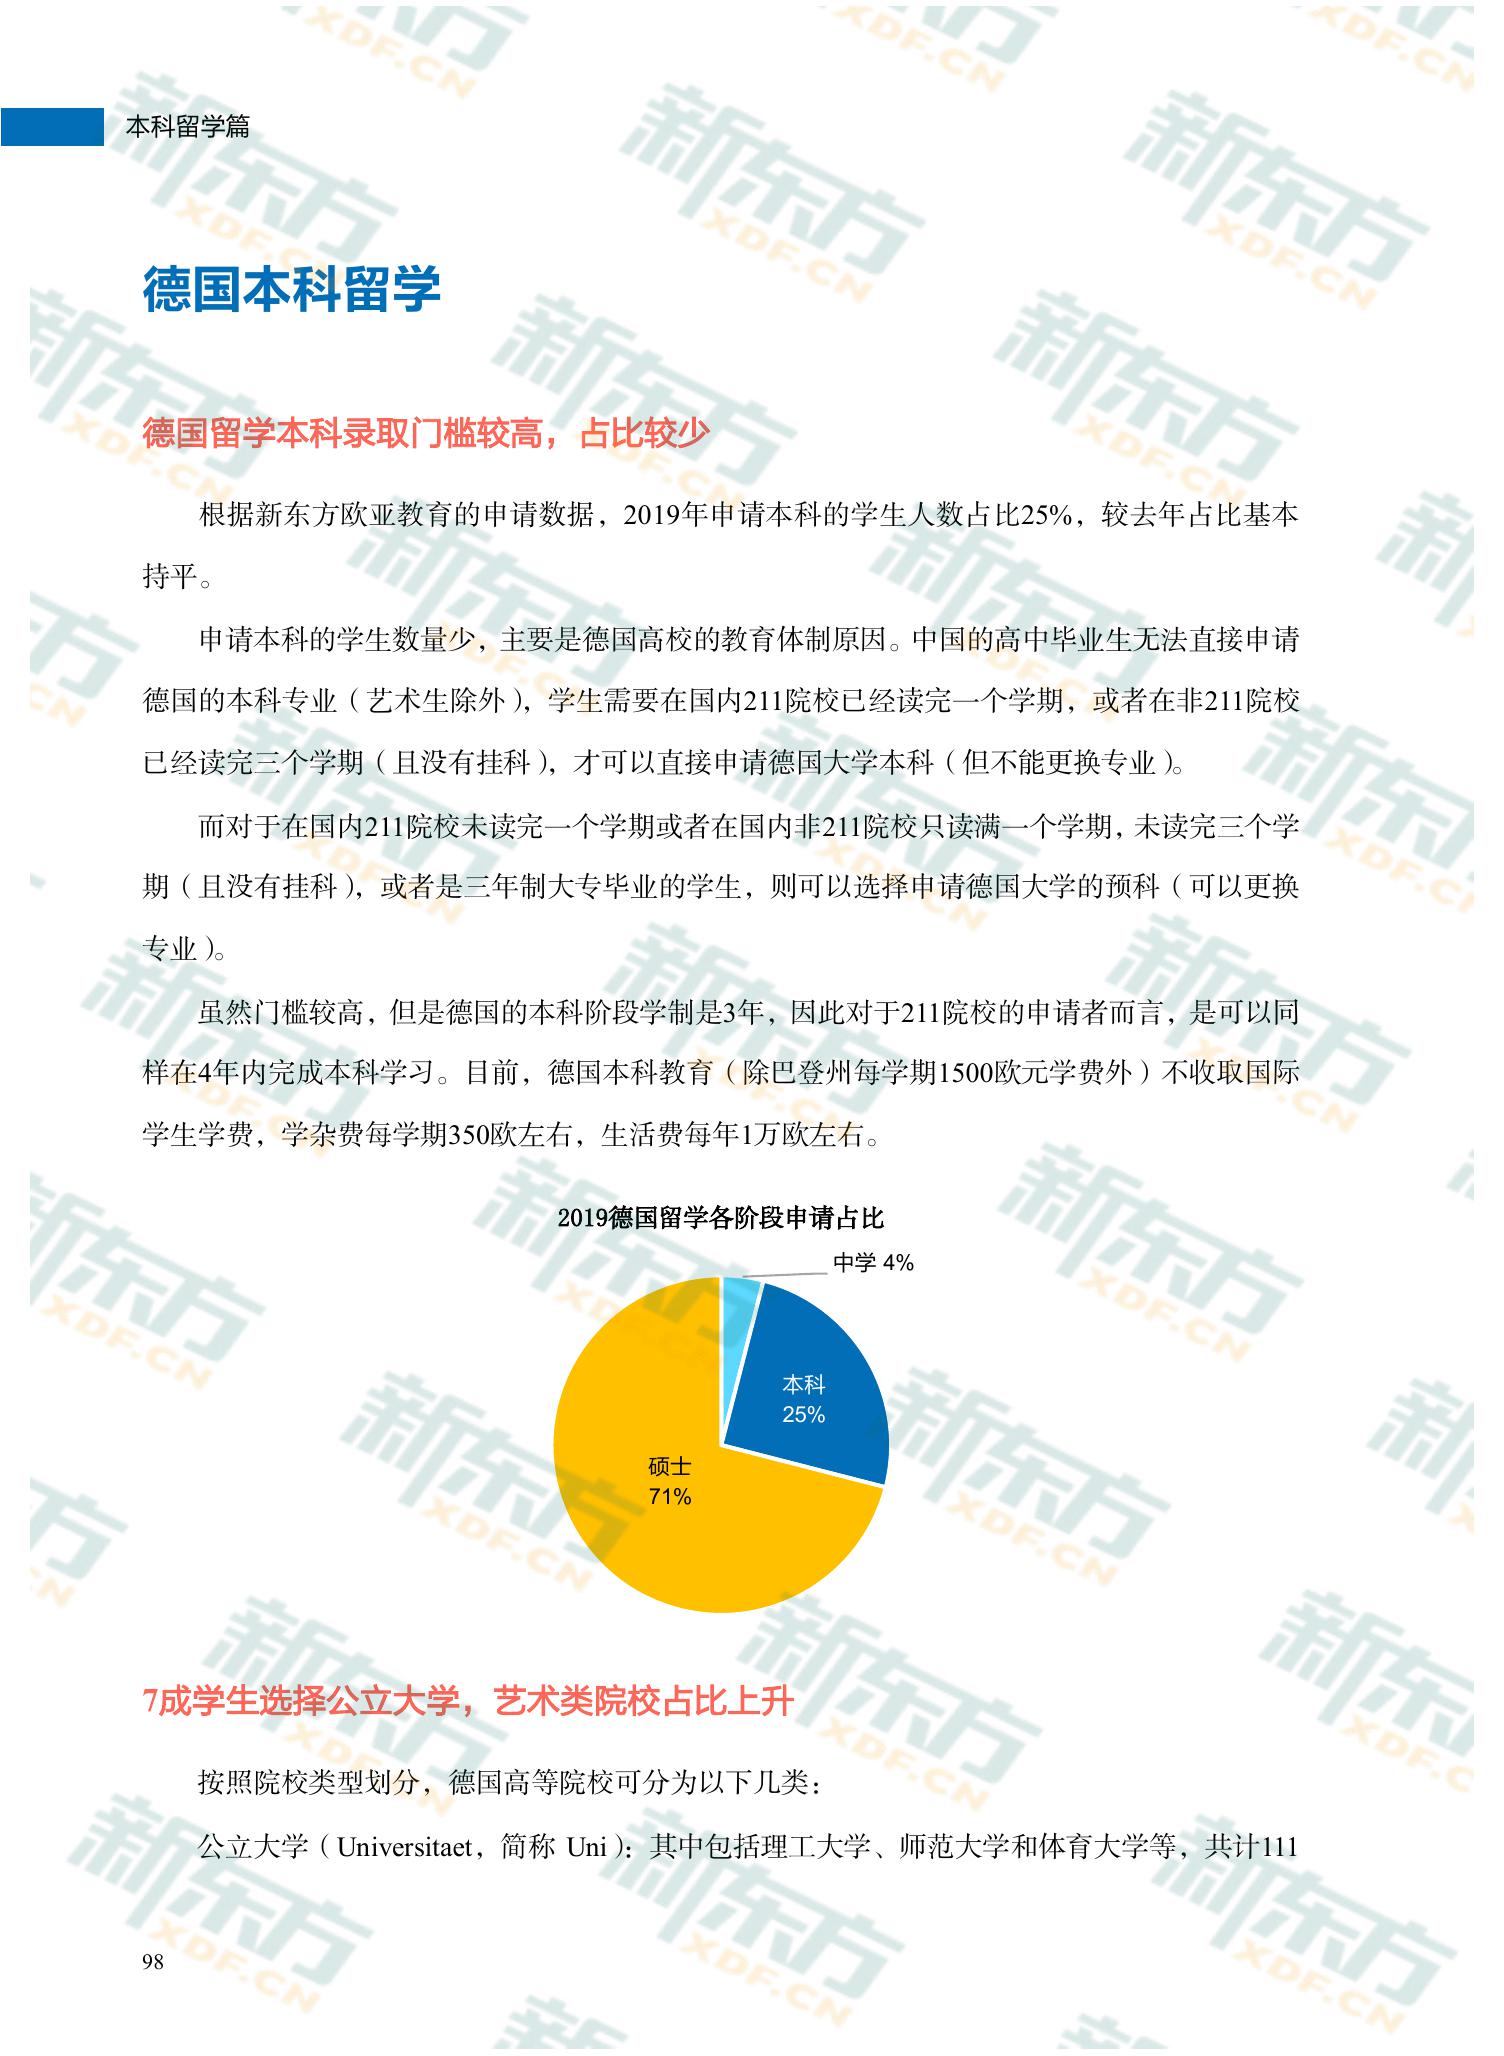 本科留学篇
德国本科留学
德国留学本科录取门槛较高，占比较少
根据新东方欧亚教育的申请数据，2019年申请本科的学生人数占比25%，较去年占比基本
持平。
申请本科的学生数量少，主要是德国高校的教育体制原因。中国的高中毕业生无法直接申请
德国的本科专业（艺术生除外），学生需要在国内211院校已经读完一个学期，或者在非211院校
已经读完三个学期（且没有挂科），才可以直接申请德国大学本科（但不能更换专业）。
而对于在国内211院校未读完一个学期或者在国内非211院校只读满一个学期，未读完三个学
期（且没有挂科），或者是三年制大专毕业的学生，则可以选择申请德国大学的预科（可以更换
专业）。
虽然门槛较高，但是德国的本科阶段学制是3年，因此对于211院校的申请者而言，是可以同
样在4年内完成本科学习。目前，德国本科教育（除巴登州每学期1500欧元学费外）不收取国际
学生学费，学杂费每学期350欧左右，生活费每年1万欧左右。
2019德国留学各阶段申请占比
中学 4%
本科
25%
硕士
71%
7成学生选择公立大学，艺术类院校占比上升
按照院校类型划分，德国高等院校可分为以下几类：
公立大学（Universitaet，简称 Uni）：其中包括理工大学、师范大学和体育大学等，共计111
98
新东方
XDF.CN